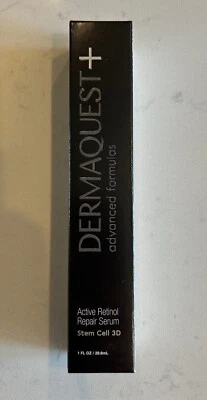 DERMAQUEST+
advanced formulas
Active Retinol
Repair Serum
Stem Cell 3D
1 FL OZ / 29.6mL